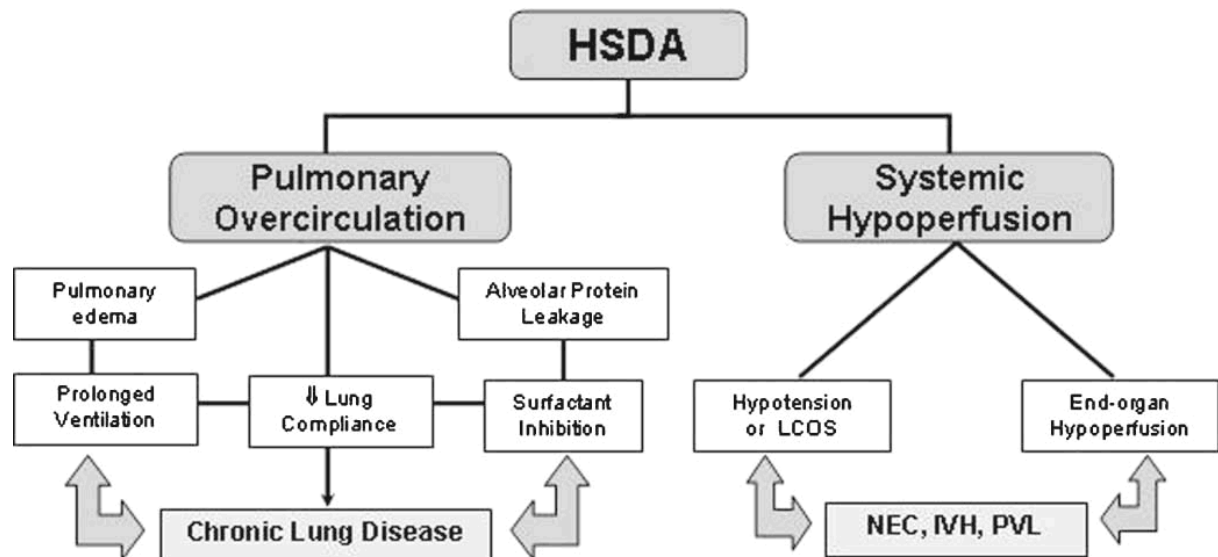 HSDA
Pulmonary
Overcirculation
Systemic
Hypoperfusion
Pulmonary
edema
Alveolar Protein
Leakage
Prolonged
Ventilation
⇓ Lung
Compliance
Surfactant
Inhibition
Hypotension
or LCOS
End-organ
Hypoperfusion
Chronic Lung Disease
NEC, IVH, PVL